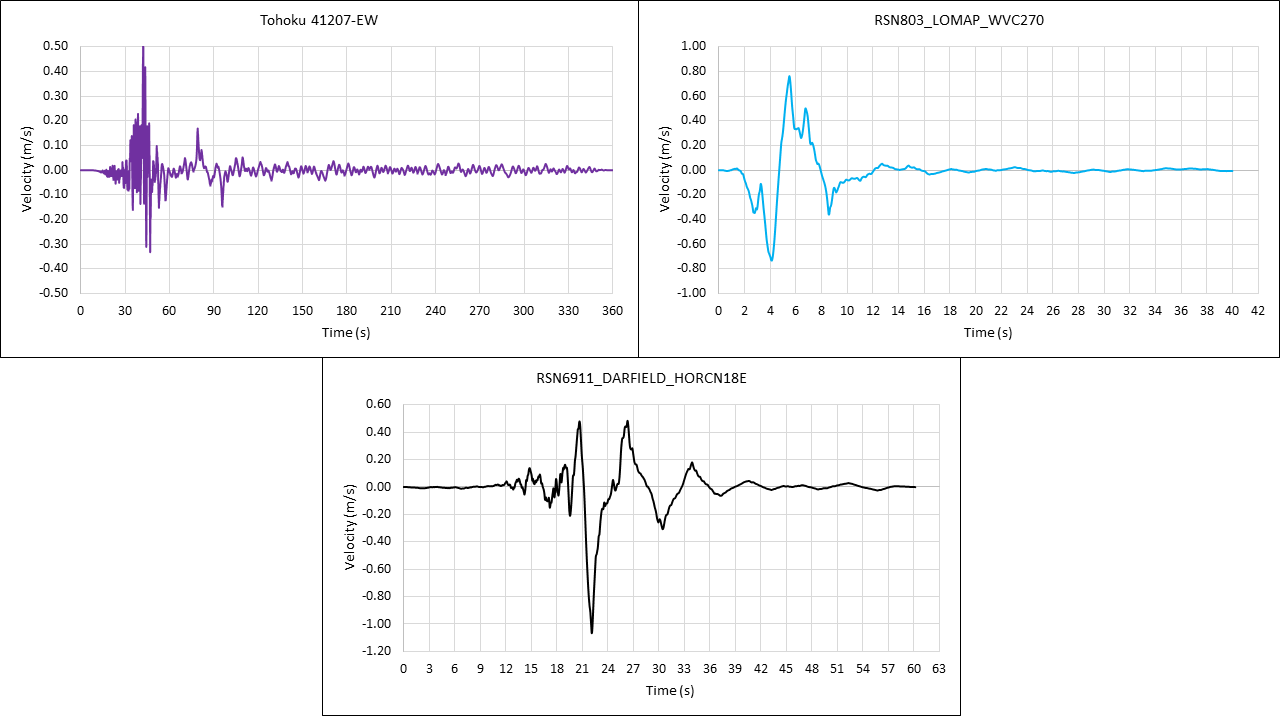 Tohoku 41207-EW
0.50
0.40
0.30
0.20
0.10
0.00
-0.10
-0.20
-0.30
-0.40
-0.50
Velocity (m/s)
0 30 60 90 120 150 180 210 240 270 300 330 360
Time (s)
RSN803_LOMAP_WVC270
1.00
0.80
0.60
0.40
0.20
0.00
-0.20
-0.40
-0.60
-0.80
-1.00
Velocity (m/s)
0 2 4 6 8 10 12 14 16 18 20 22 24 26 28 30 32 34 36 38 40 42
Time (s)
RSN6911_DARFIELD_HORCN18E
0.60
0.40
0.20
0.00
-0.20
-0.40
-0.60
-0.80
-1.00
-1.20
Velocity (m/s)
0 3 6 9 12 15 18 21 24 27 30 33 36 39 42 45 48 51 54 57 60 63
Time (s)